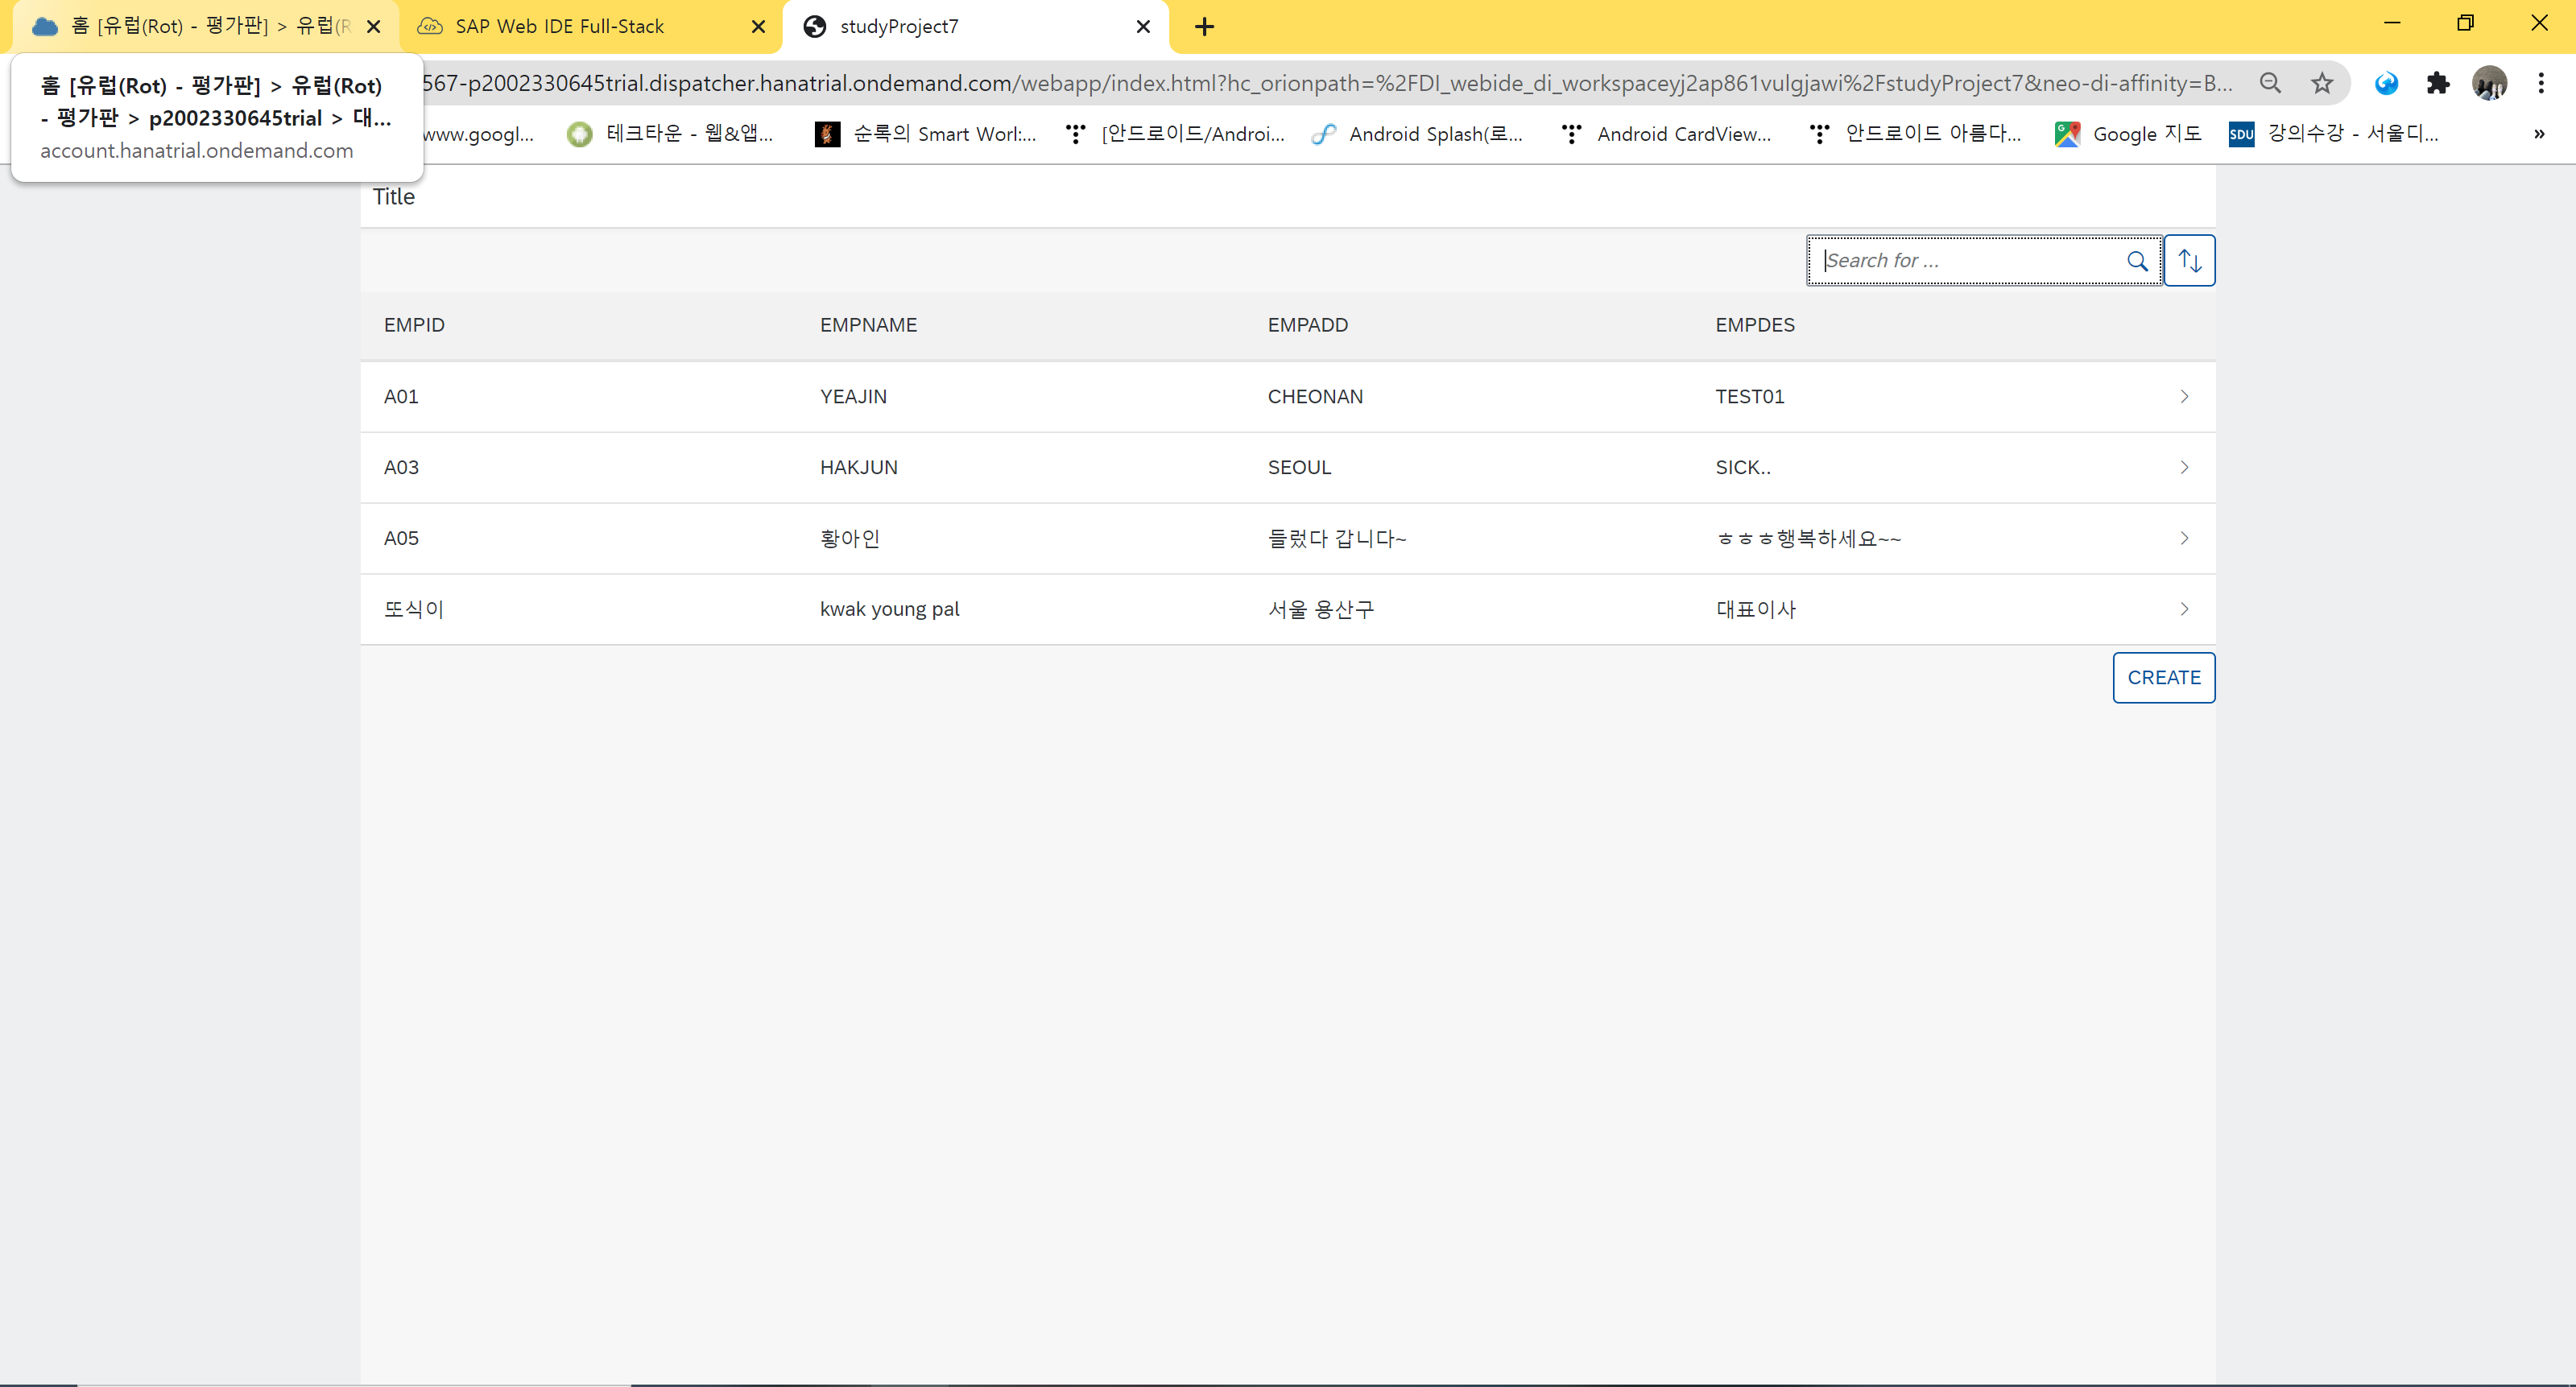 홈 [유럽(Rot) - 평가판] > 유럽(R
SAP Web IDE Full-Stack
studyProject7
홈 [유럽(Rot) - 평가판] > 유럽(Rot)
- 평가판 > p2002330645trial > 대...
account.hanatrial.ondemand.com
567-p2002330645trial.dispatcher.hanatrial.ondemand.com/webapp/index.html?hc_orionpath=%2FDI_webide_di_workspaceyj2ap861vulgjawi%2FstudyProject7&neo-di-affinity=B...
www.googl...
테크타운 - 웹&앱...
순록의 Smart Worl:...
[안드로이드/Androi...
Android Splash(로...
Android CardView...
안드로이드 아름다...
Google 지도
SDU
강의수강 - 서울디...
»
Title
Search for ...
EMPID EMPNAME EMPADD EMPDES
A01 YEAJIN CHEONAN TEST01
A03 HAKJUN SEOUL SICK..
A05 황아인 들렀다 갑니다~ ㅎㅎㅎ행복하세요~~
또식이 kwak young pal 서울 용산구 대표이사
CREATE